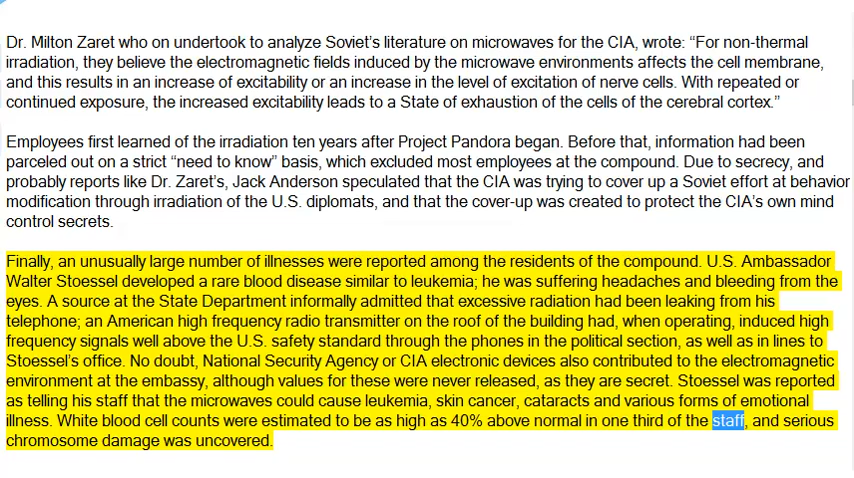 Dr. Milton Zaret who on undertook to analyze Soviet's literature on microwaves for the CIA, wrote: “For non-thermal
irradiation, they believe the electromagnetic fields induced by the microwave environments affects the cell membrane,
and this results in an increase of excitability or an increase in the level of excitation of nerve cells. With repeated or
continued exposure, the increased excitability leads to a State of exhaustion of the cells of the cerebral cortex.”
Employees first learned of the irradiation ten years after Project Pandora began. Before that, information had been
parceled out on a strict “need to know” basis, which excluded most employees at the compound. Due to secrecy, and
probably reports like Dr. Zaret's, Jack Anderson speculated that the CIA was trying to cover up a Soviet effort at behavior
modification through irradiation of the U.S. diplomats, and that the cover-up was created to protect the CIA's own mind
control secrets.
Finally, an unusually large number of illnesses were reported among the residents of the compound. U.S. Ambassador
Walter Stoessel developed a rare blood disease similar to leukemia; he was suffering headaches and bleeding from the
eyes. A source at the State Department informally admitted that excessive radiation had been leaking from his
telephone; an American high frequency radio transmitter on the roof of the building had, when operating, induced high
frequency signals well above the U.S. safety standard through the phones in the political section, as well as in lines to
Stoessel's office. No doubt, National Security Agency or CIA electronic devices also contributed to the electromagnetic
environment at the embassy, although values for these were never released, as they are secret. Stoessel was reported
as telling his staff that the microwaves could cause leukemia, skin cancer, cataracts and various forms of emotional
illness. White blood cell counts were estimated to be as high as 40% above normal in one third of the staff, and serious
chromosome damage was uncovered.